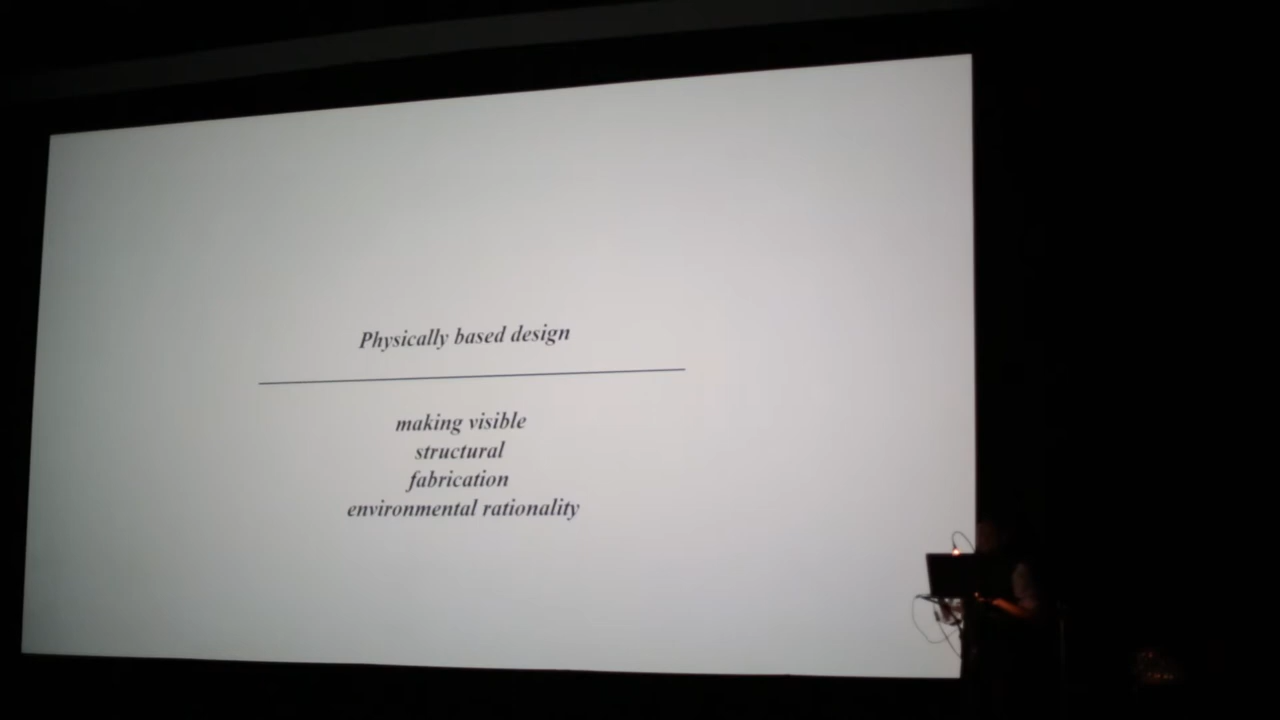 Physically based design
making visible
structural
fabrication
environmental rationality